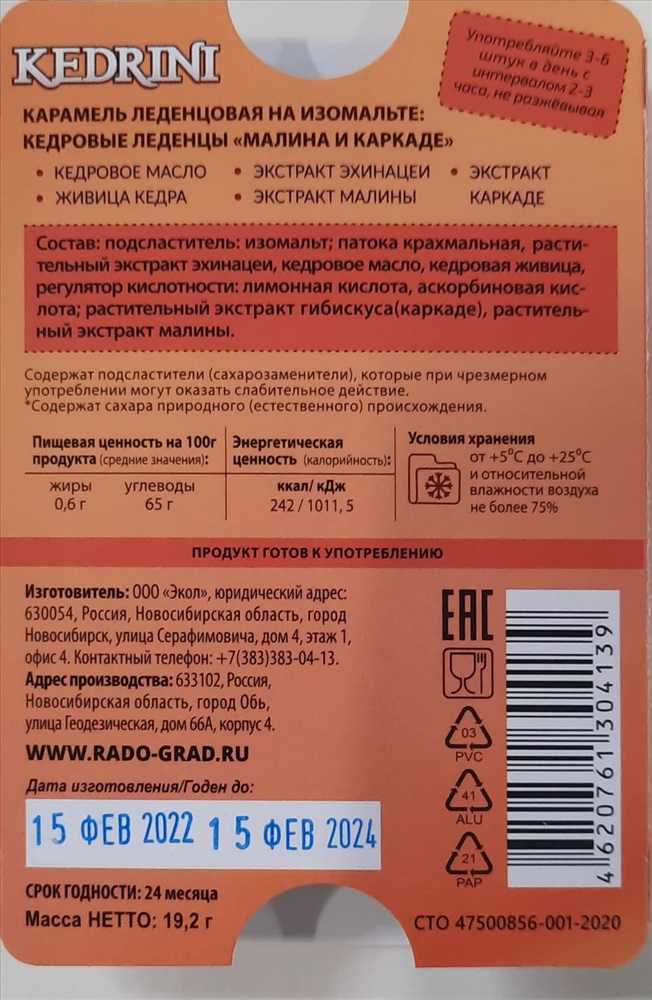 KEDRINI
Употребляйте 3-6
штук в день с
интервалом 2-3
часа, не разжёвывая
КАРАМЕЛЬ ЛЕДЕНЦОВАЯ НА ИЗОМАЛЬТЕ:
КЕДРОВЫЕ ЛЕДЕНЦЫ «МАЛИНА И КАРКАДЕ»
• КЕДРОВОЕ МАСЛО • ЭКСТРАКТ ЭХИНАЦЕИ • ЭКСТРАКТ
• ЖИВИЦА КЕДРА • ЭКСТРАКТ МАЛИНЫ КАРКАДЕ
Состав: подсластитель: изомальт; патока крахмальная, расти-
тельный экстракт эхинацеи, кедровое масло, кедровая живица,
регулятор кислотности: лимонная кислота, аскорбиновая кис-
лота; растительный экстракт гибискуса(каркаде), раститель-
ный экстракт малины.
Содержат подсластители (сахарозаменители), которые при чрезмерном
употреблении могут оказать слабительное действие.
*Содержат сахара природного (естественного) происхождения.
Пищевая ценность на 100г
продукта (средние значения):
жиры углеводы
0,6 г 65 г
Энергетическая
ценность (калорийность):
ккал/ кДж
242 / 1011, 5
Условия хранения
от +5⁰С до +25⁰С
и относительной
влажности воздуха
не более 75%
ПРОДУКТ ГОТОВ К УПОТРЕБЛЕНИЮ
Изготовитель: ООО «Экол», юридический адрес:
630054, Россия, Новосибирская область, город
Новосибирск, улица Серафимовича, дом 4, этаж 1,
офис 4. Контактный телефон: +7(383)383-04-13.
Адрес производства: 633102, Россия,
Новосибирская область, город Обь,
улица Геодезическая, дом 66А, корпус 4.
WWW.RADO-GRAD.RU
Дата изготовления/Годен до:
15 ФЕВ 2022 15 ФЕВ 2024
СРОК ГОДНОСТИ: 24 месяца
Масса НЕТТО: 19,2 г
EAC
03
PVC
41
ALU
21
PAP
4 620761 304139
СТО 47500856-001-2020